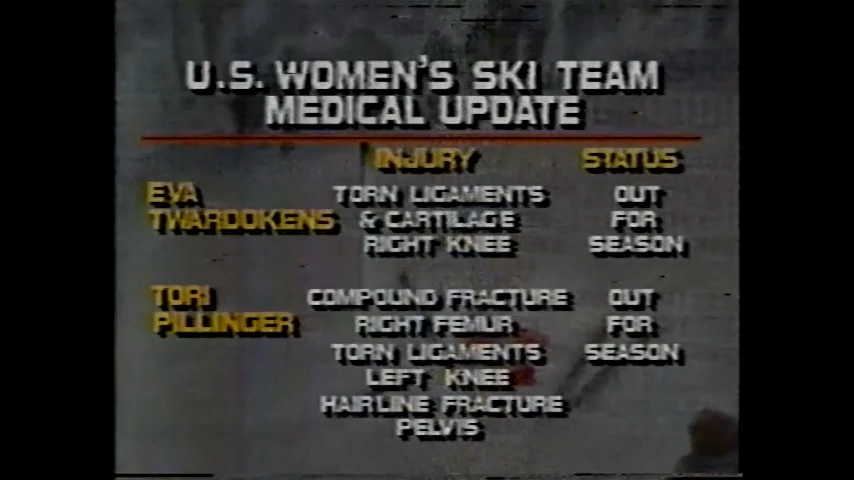 U.S. WOMEN'S SKI TEAM
MEDICAL UPDATE
INJURY STATUS
EVA TORN LIGAMENTS OUT
TWARDOKENS & CARTILAGE FOR
RIGHT KNEE SEASON
TORI COMPOUND FRACTURE OUT
PILLINGER RIGHT FEMUR FOR
TORN LIGAMENTS SEASON
LEFT KNEE
HAIRLINE FRACTURE
PELVIS